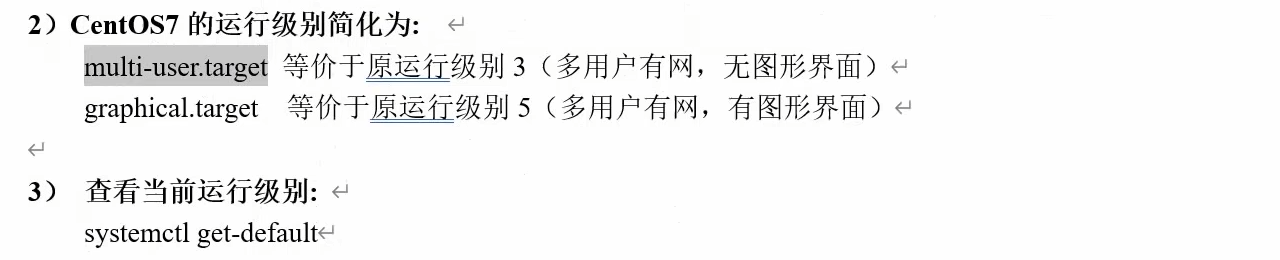 2）CentOS7 的运行级别简化为:
multi-user.target 等价于原运行级别 3（多用户有网，无图形界面）
graphical.target 等价于原运行级别 5（多用户有网，有图形界面）
3） 查看当前运行级别:
systemctl get-default